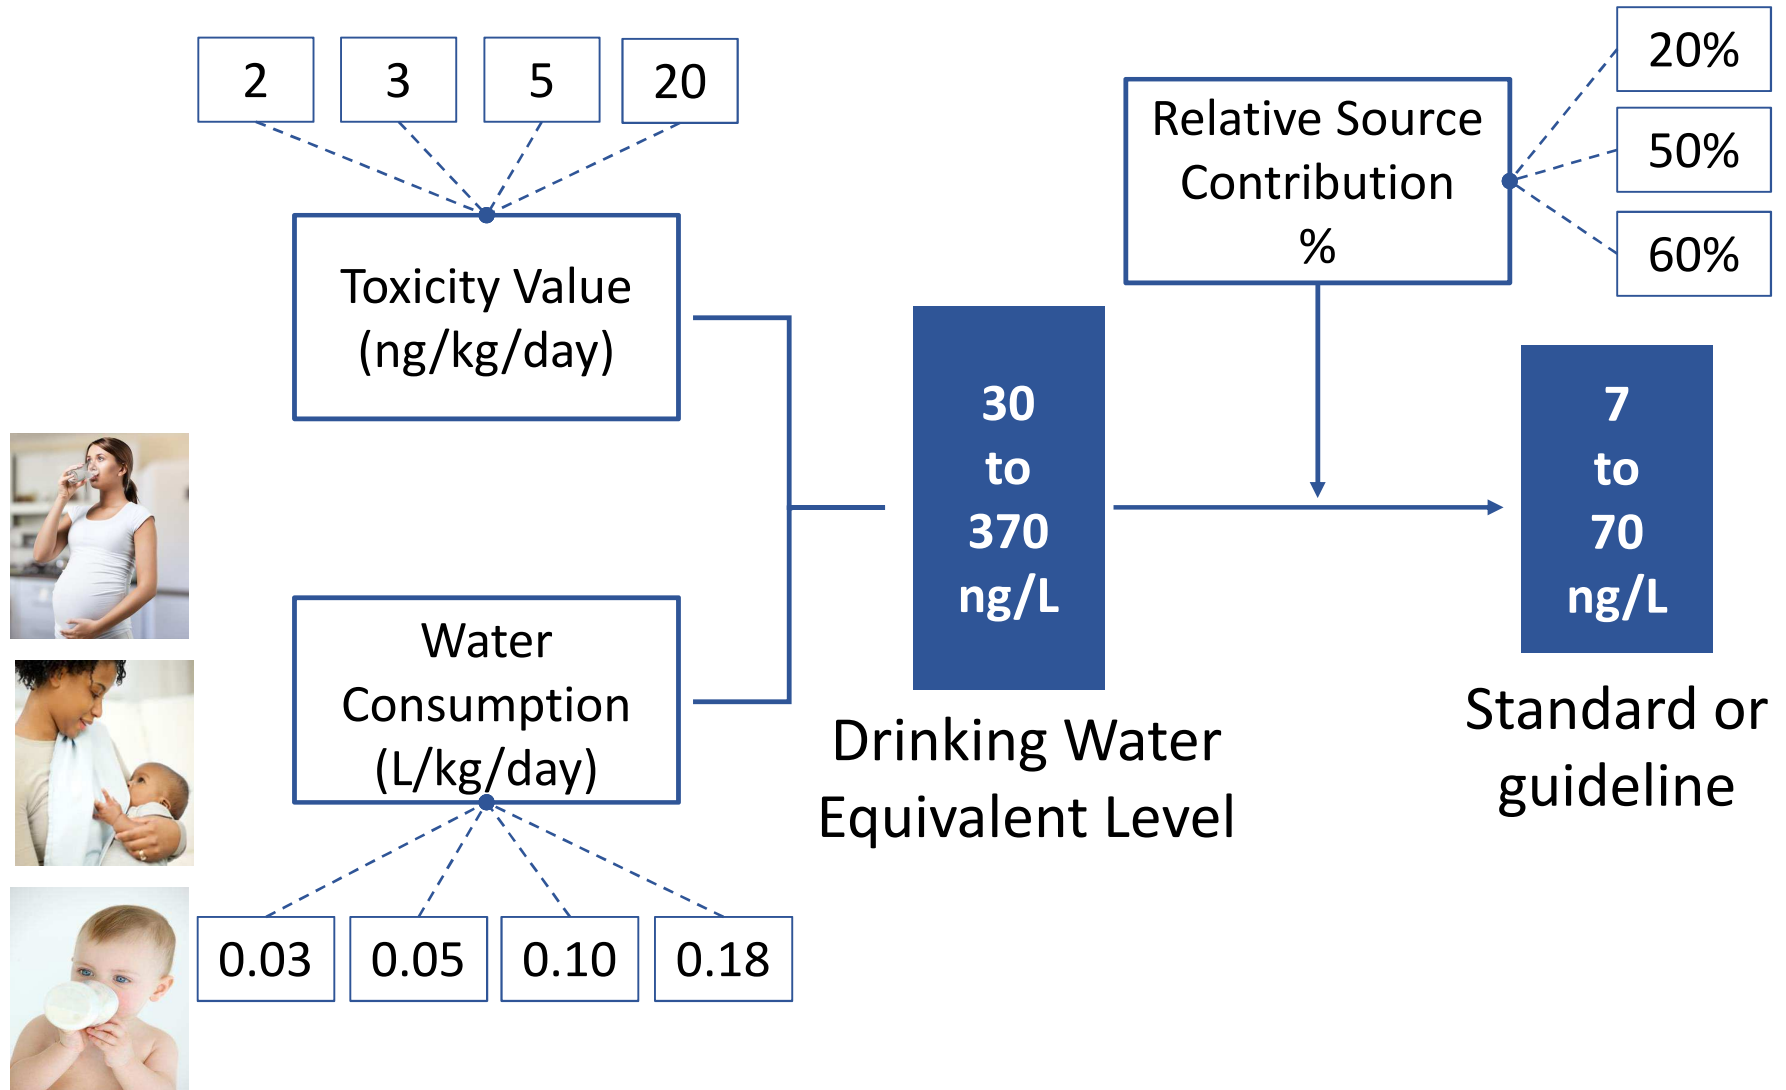 2
3
5
20
Toxicity Value
(ng/kg/day)
Water
Consumption
(L/kg/day)
0.03
0.05
0.10
0.18
30
to
370
ng/L
Drinking Water
Equivalent Level
Relative Source
Contribution
%
20%
50%
60%
7
to
70
ng/L
Standard or
guideline